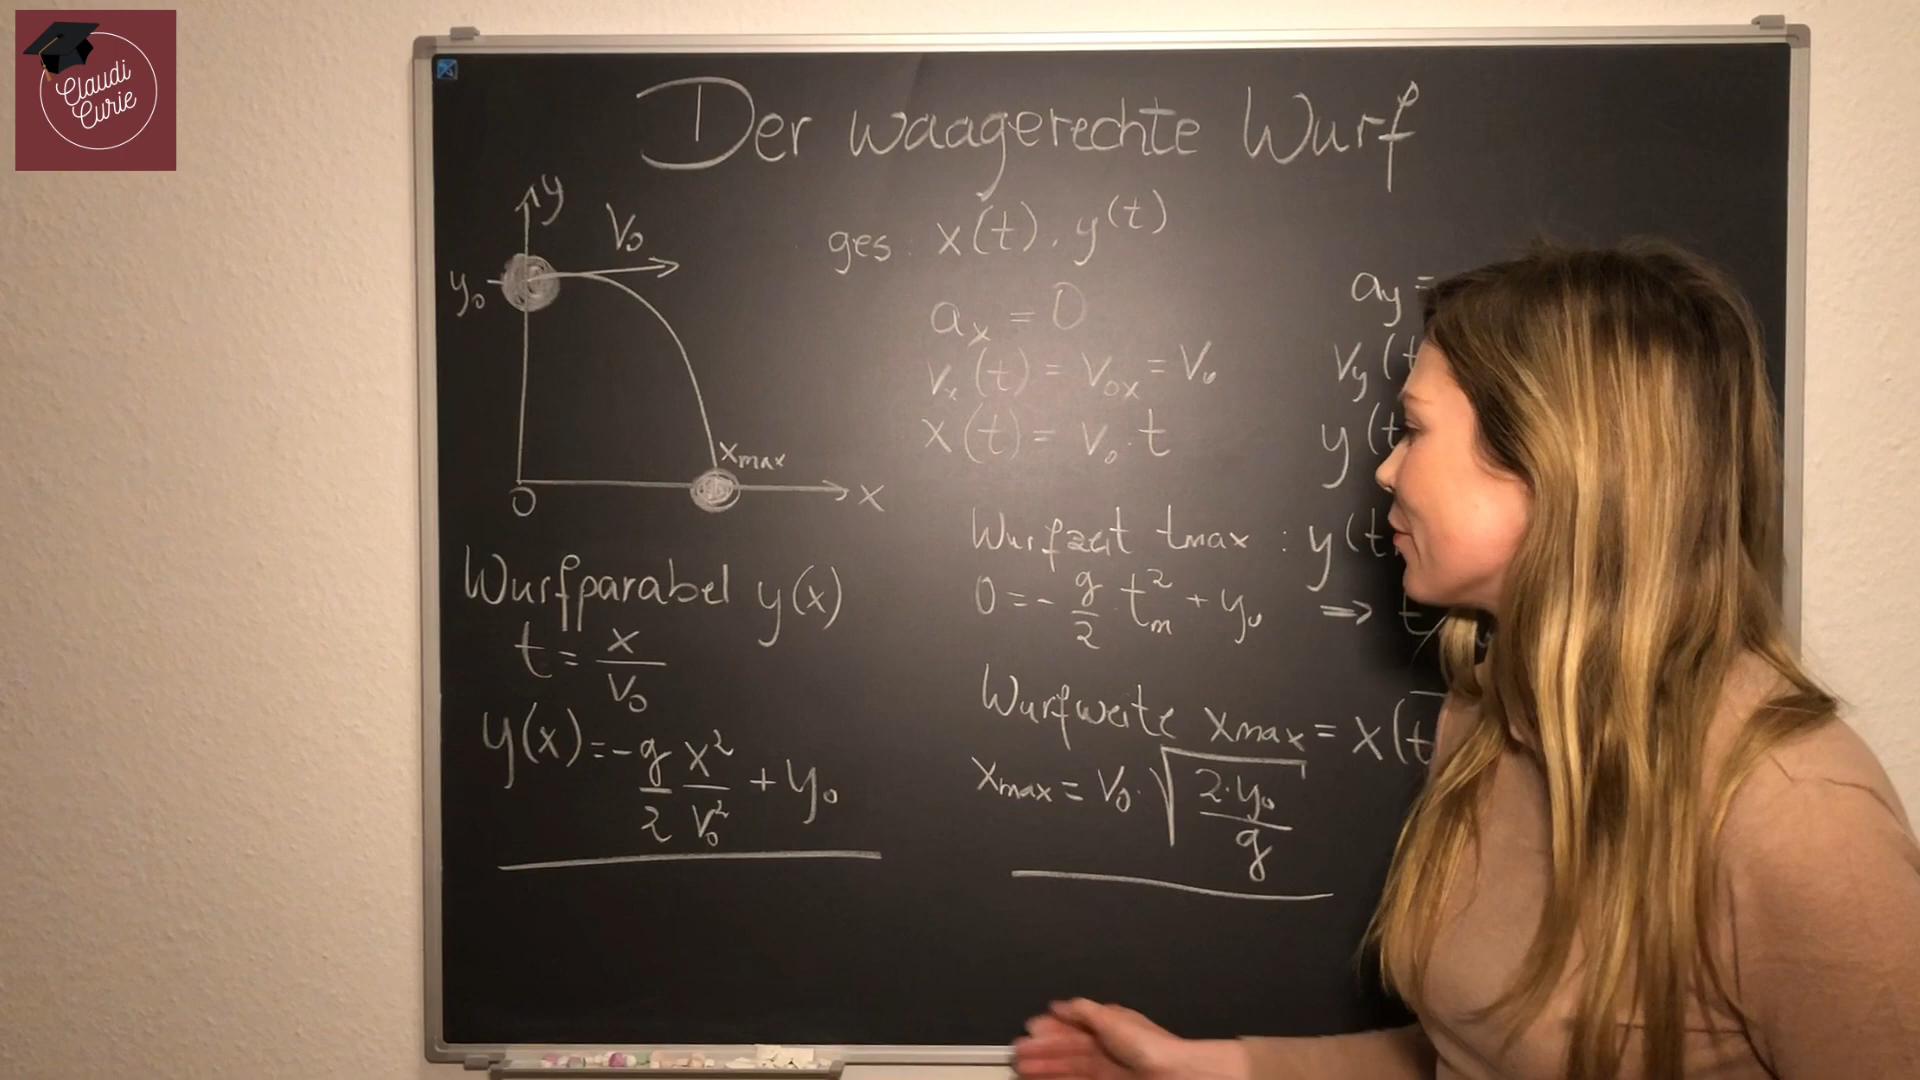 Claudi
Curie
Der waagerechte Wurf
y
V₀
y₀
xmax
0
x
ges: x(t), y(t)
aₓ = 0
vₓ(t) = V₀ₓ = V₀
x(t) = v₀·t
ay =
Vy(t
y(t
Wurfzeit tmax : y(t
0 = - g/2 · tm² + y₀ ⇒ t
Wurfweite xmax = x(t
xmax = V₀ · √(2·y₀/g)
Wurfparabel y(x)
t = x/V₀
y(x) = - g/2 x²/V₀² + y₀